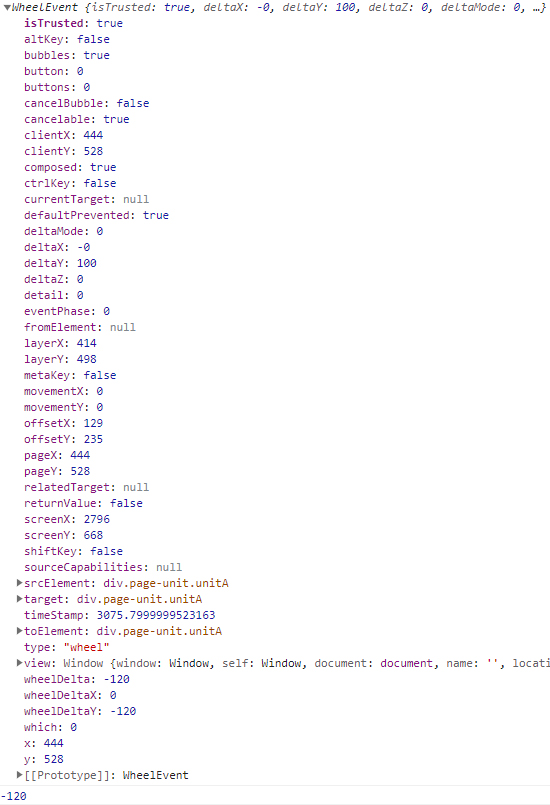 ▼WheelEvent {isTrusted: true, deltaX: -0, deltaY: 100, deltaZ: 0, deltaMode: 0, …}
isTrusted: true
altKey: false
bubbles: true
button: 0
buttons: 0
cancelBubble: false
cancelable: true
clientX: 444
clientY: 528
composed: true
ctrlKey: false
currentTarget: null
defaultPrevented: true
deltaMode: 0
deltaX: -0
deltaY: 100
deltaZ: 0
detail: 0
eventPhase: 0
fromElement: null
layerX: 414
layerY: 498
metaKey: false
movementX: 0
movementY: 0
offsetX: 129
offsetY: 235
pageX: 444
pageY: 528
relatedTarget: null
returnValue: false
screenX: 2796
screenY: 668
shiftKey: false
sourceCapabilities: null
▶srcElement: div.page-unit.unitA
▶target: div.page-unit.unitA
timeStamp: 3075.7999999523163
▶toElement: div.page-unit.unitA
type: "wheel"
▶view: Window {window: Window, self: Window, document: document, name: '', locati
wheelDelta: -120
wheelDeltaX: 0
wheelDeltaY: -120
which: 0
x: 444
y: 528
▶[[Prototype]]: WheelEvent
-120